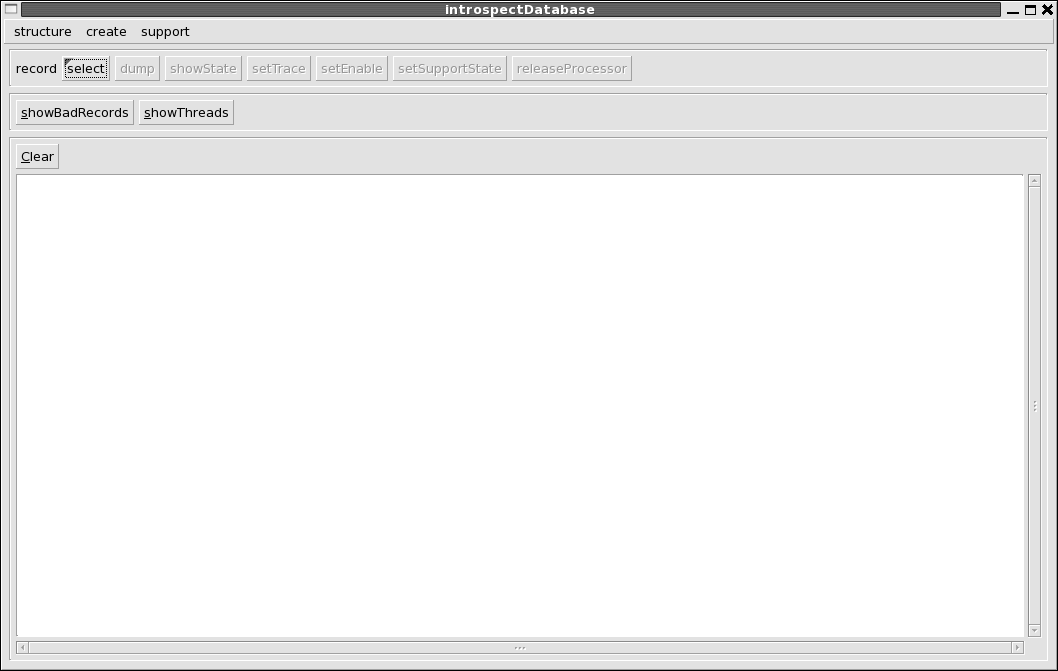 introspectDatabase
structure create support
record select dump showState setTrace setEnable setSupportState releaseProcessor
showBadRecords showThreads
Clear